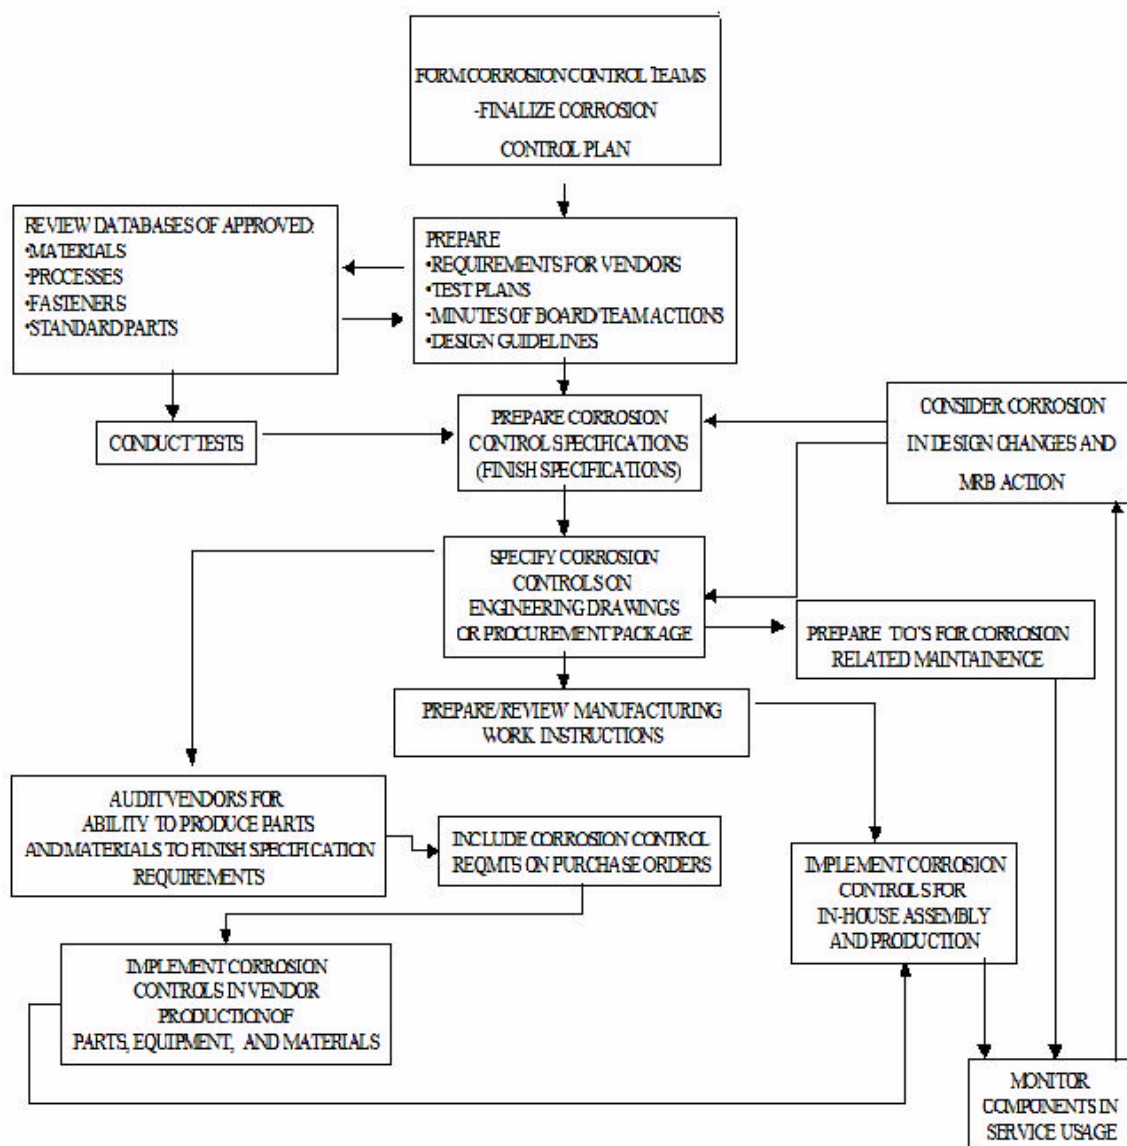 FORM CORROSION CONTROL TEAMS
-FINALIZE CORROSION
CONTROL PLAN
REVIEW DATABASES OF APPROVED:
•MATERIALS
•PROCESSES
•FASTENERS
•STANDARD PARTS
PREPARE
•REQUIREMENTS FOR VENDORS
•TEST PLANS
•MINUTES OF BOARD/TEAM ACTIONS
•DESIGN GUIDELINES
CONDUCT TESTS
PREPARE CORROSION
CONTROL SPECIFICATIONS
(FINISH SPECIFICATIONS)
CONSIDER CORROSION
IN DESIGN CHANGES AND
MRB ACTION
SPECIFY CORROSION
CONTROLS ON
ENGINEERING DRAWINGS
OR PROCUREMENT PACKAGE
PREPARE T.O.'S FOR CORROSION
RELATED MAINTAINENCE
PREPARE/REVIEW MANUFACTURING
WORK INSTRUCTIONS
AUDIT VENDORS FOR
ABILITY TO PRODUCE PARTS
AND MATERIALS TO FINISH SPECIFICATION
REQUIREMENTS
INCLUDE CORROSION CONTROL
REQMTS ON PURCHASE ORDERS
IMPLEMENT CORROSION
CONTROLS FOR
IN-HOUSE ASSEMBLY
AND PRODUCTION
IMPLEMENT CORROSION
CONTROLS IN VENDOR
PRODUCTION OF
PARTS, EQUIPMENT, AND MATERIALS
MONITOR
COMPONENTS IN
SERVICE USAGE